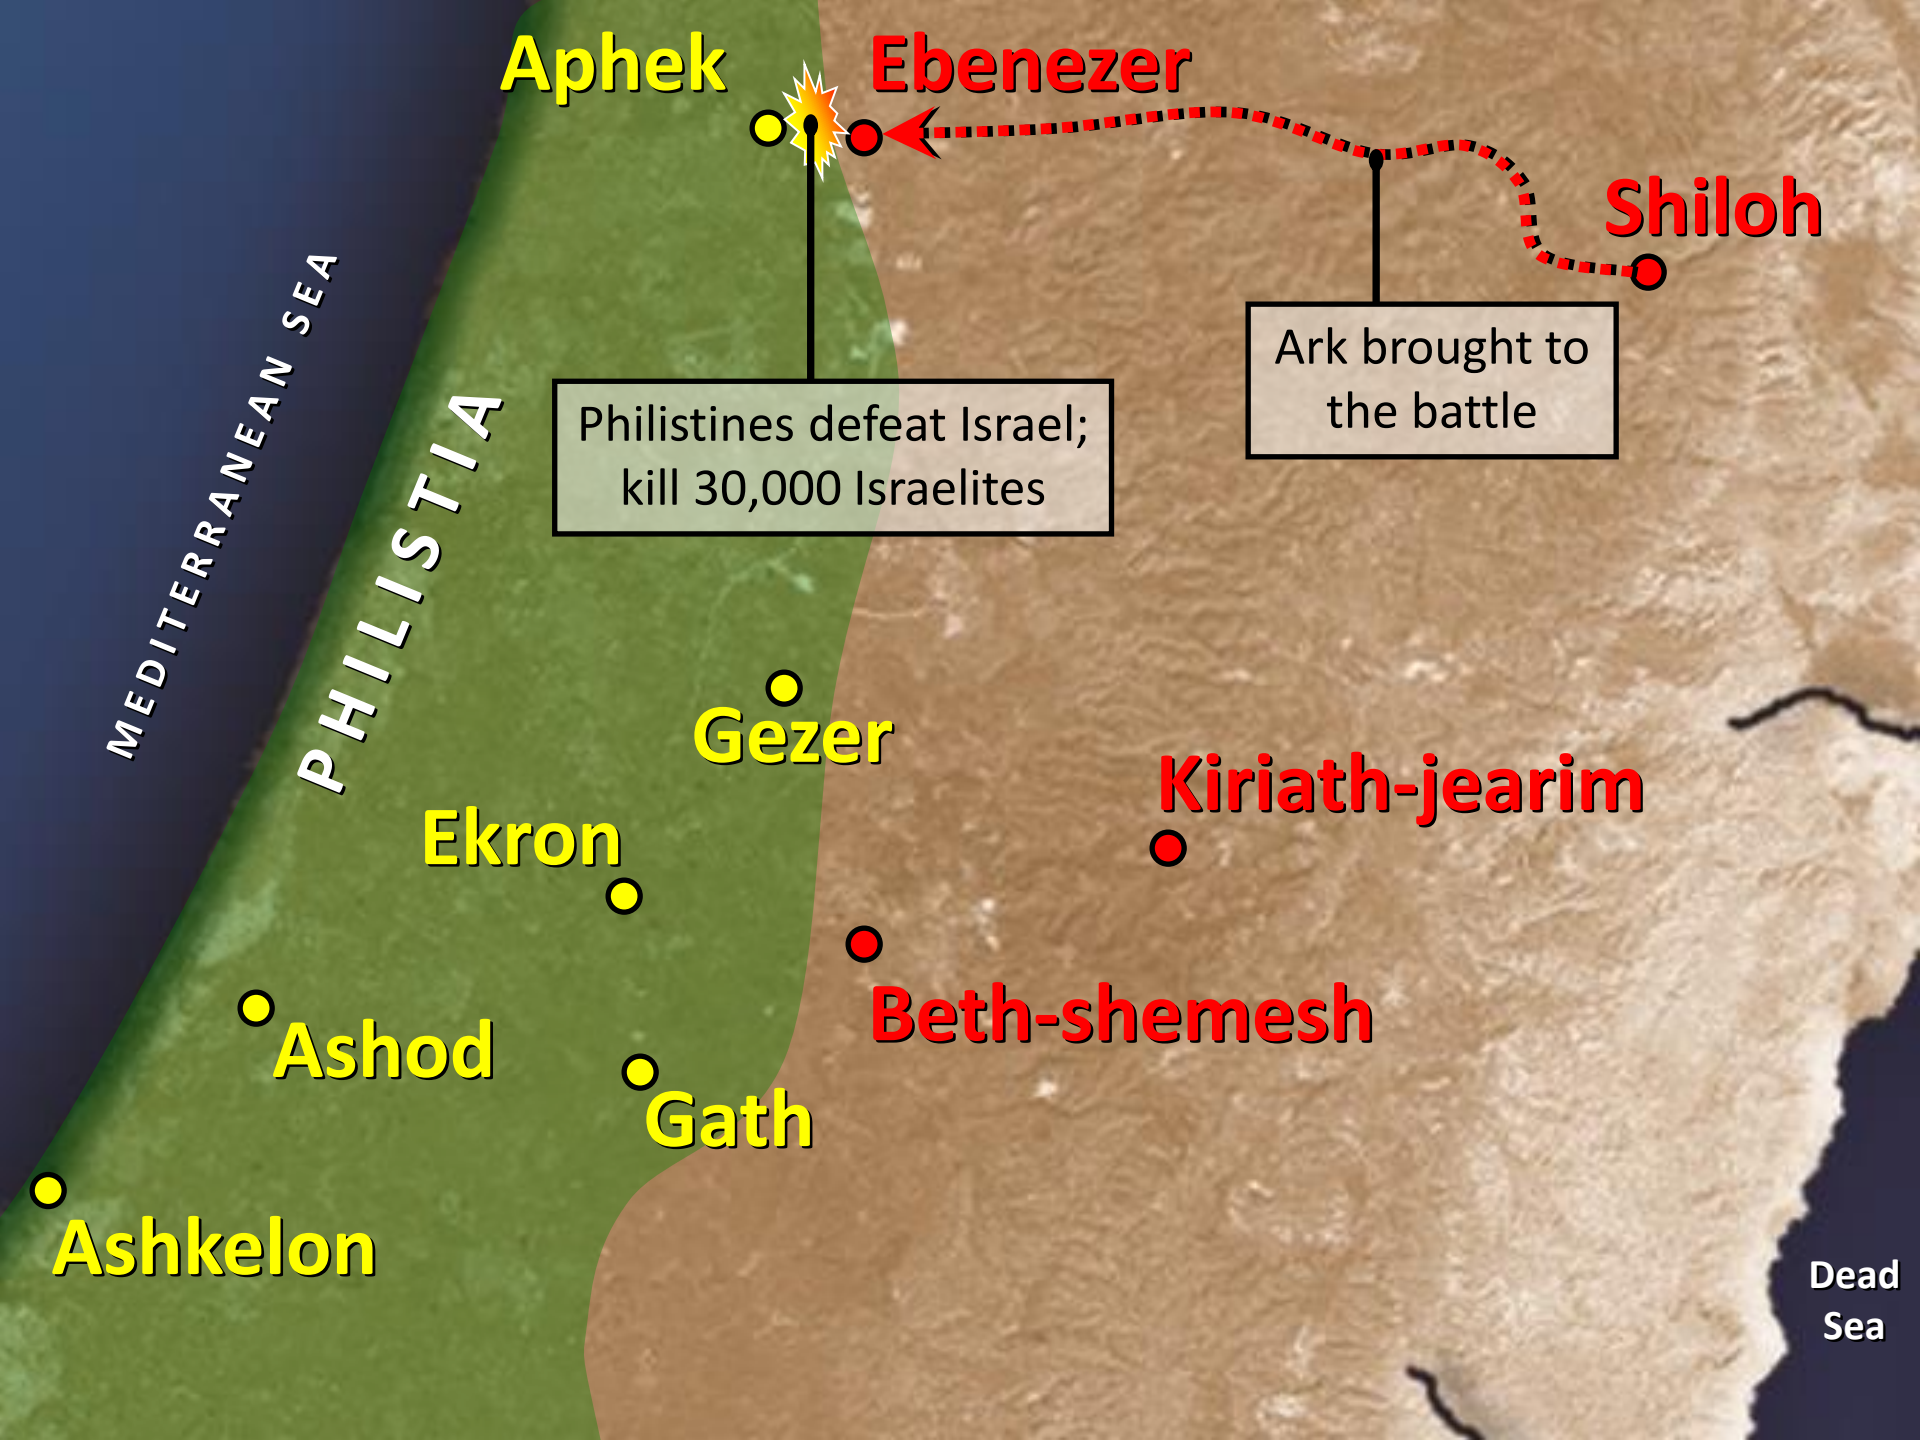 Aphek
Ebenezer
Shiloh
MEDITERRANEAN SEA
PHILISTIA
Ark brought to
the battle
Philistines defeat Israel;
kill 30,000 Israelites
Gezer
Kiriath-jearim
Ekron
Beth-shemesh
Ashod
Gath
Ashkelon
Dead
Sea